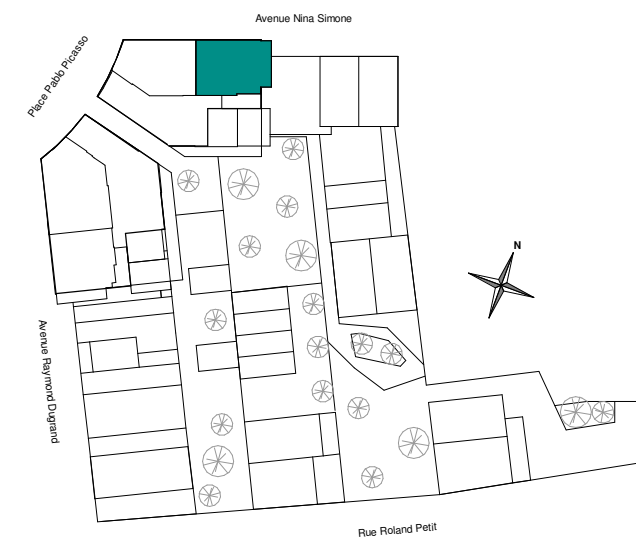 Avenue Nina Simone
Place Pablo Picasso
N
Avenue Raymond Dugrand
Rue Roland Petit